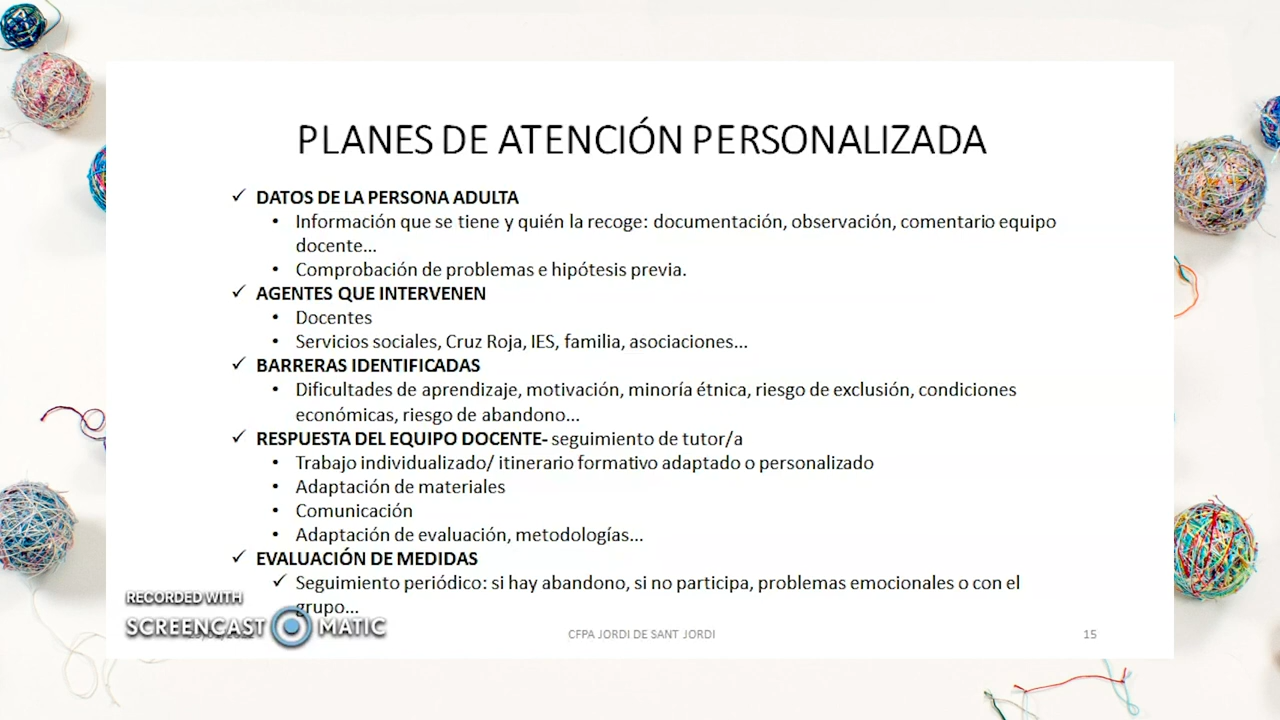 PLANES DE ATENCIÓN PERSONALIZADA
✓ DATOS DE LA PERSONA ADULTA
• Información que se tiene y quién la recoge: documentación, observación, comentario equipo
docente...
• Comprobación de problemas e hipótesis previa.
✓ AGENTES QUE INTERVENEN
• Docentes
• Servicios sociales, Cruz Roja, IES, familia, asociaciones...
✓ BARRERAS IDENTIFICADAS
• Dificultades de aprendizaje, motivación, minoría étnica, riesgo de exclusión, condiciones
económicas, riesgo de abandono...
✓ RESPUESTA DEL EQUIPO DOCENTE- seguimiento de tutor/a
• Trabajo individualizado/ itinerario formativo adaptado o personalizado
• Adaptación de materiales
• Comunicación
• Adaptación de evaluación, metodologías...
✓ EVALUACIÓN DE MEDIDAS
✓ Seguimiento periódico: si hay abandono, si no participa, problemas emocionales o con el
grupo...
RECORDED WITH
SCREENCAST MATIC
CFPA JORDI DE SANT JORDI
15